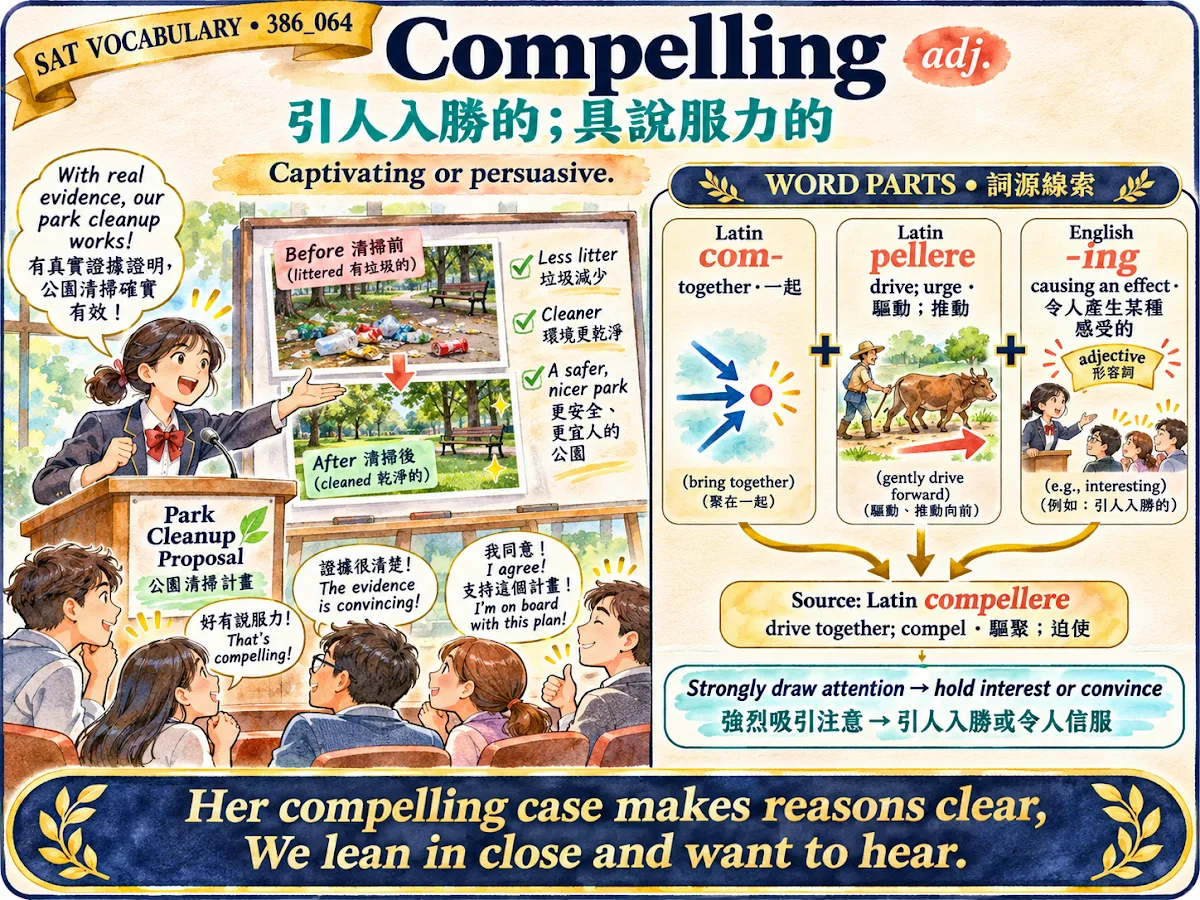 SAT VOCABULARY • 386_064
Compelling
adj.
引人入勝的；具說服力的
Captivating or persuasive.
With real
evidence, our
park cleanup
works!
有真實證據證明，
公園清掃確實
有效！
Before 清掃前
(littered 有垃圾的)
After 清掃後
(cleaned 乾淨的)
Less litter
垃圾減少
Cleaner
環境更乾淨
A safer,
nicer park
更安全、
更宜人的
公園
Park
Cleanup
Proposal
公園清掃計畫
好有說服力！
That's
compelling!
證據很清楚！
The evidence
is convincing!
我同意！
I agree!
支持這個計畫！
I'm on board
with this plan!
WORD PARTS • 詞源線索
Latin
com-
together · 一起
(bring together)
(聚在一起)
+
Latin
pellere
drive; urge ·
驅動；推動
(gently drive
forward)
(驅動、推動向前)
+
English
-ing
causing an effect ·
令人產生某種
感受的
adjective
形容詞
(e.g., interesting)
(例如：引人入勝的)
Source: Latin compellere
drive together; compel · 驅聚；迫使
Strongly draw attention → hold interest or convince
強烈吸引注意 → 引人入勝或令人信服
Her compelling case makes reasons clear,
We lean in close and want to hear.